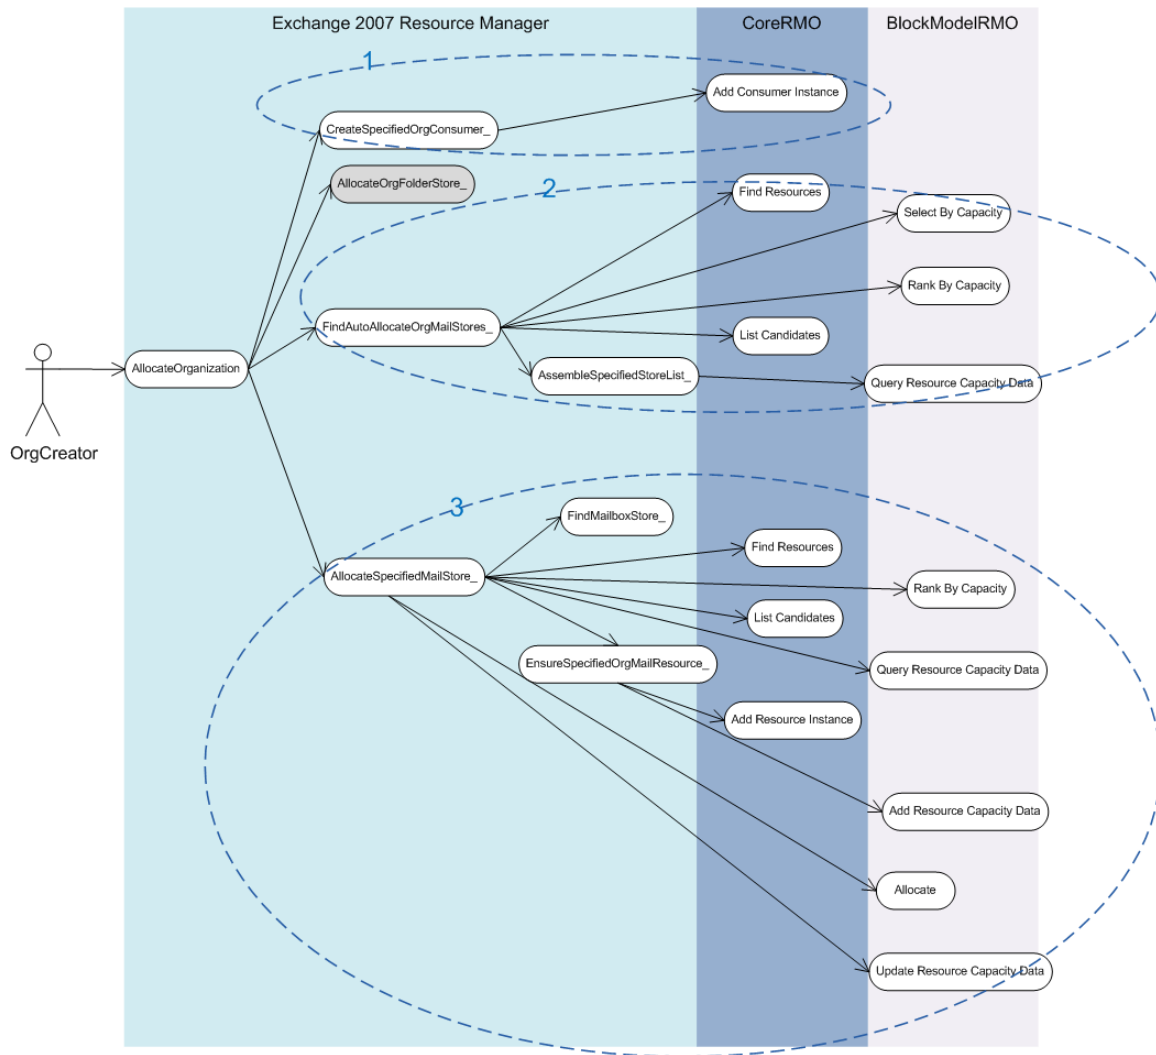 Exchange 2007 Resource Manager
CoreRMO
BlockModelRMO
1
Add Consumer Instance
CreateSpecifiedOrgConsumer_
AllocateOrgFolderStore_
2
Find Resources
Select By Capacity
Rank By Capacity
FindAutoAllocateOrgMailStores_
List Candidates
AllocateOrganization
AssembleSpecifiedStoreList_
Query Resource Capacity Data
OrgCreator
3
FindMailboxStore_
Find Resources
AllocateSpecifiedMailStore_
Rank By Capacity
List Candidates
EnsureSpecifiedOrgMailResource_
Query Resource Capacity Data
Add Resource Instance
Add Resource Capacity Data
Allocate
Update Resource Capacity Data